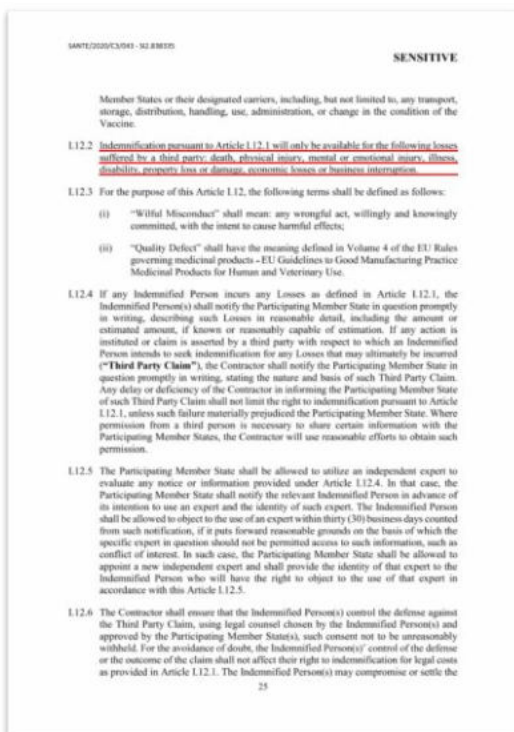 SANTE/2020/C3/043 - SI2.838335
SENSITIVE
Member States or their designated carriers, including, but not limited to, any transport,
storage, distribution, handling, use, administration, or change in the condition of the
Vaccine.
I.12.2 Indemnification pursuant to Article I.12.1 will only be available for the following losses
suffered by a third party: death, physical injury, mental or emotional injury, illness,
disability, property loss or damage, economic losses or business interruption.
I.12.3 For the purpose of this Article I.12, the following terms shall be defined as follows:
(i) "Wilful Misconduct" shall mean: any wrongful act, willingly and knowingly
committed, with the intent to cause harmful effects;
(ii) "Quality Defect" shall have the meaning defined in Volume 4 of the EU Rules
governing medicinal products – EU Guidelines to Good Manufacturing Practice
Medicinal Products for Human and Veterinary Use.
I.12.4 If any Indemnified Person incurs any Losses as defined in Article I.12.1, the
Indemnified Person(s) shall notify the Participating Member State in question promptly
in writing, describing such Losses in reasonable detail, including the amount or
estimated amount, if known or reasonably capable of estimation. If any action is
instituted or claim is asserted by a third party with respect to which an Indemnified
Person intends to seek indemnification for any Losses that may ultimately be incurred
("Third Party Claim"), the Contractor shall notify the Participating Member State in
question promptly in writing, stating the nature and basis of such Third Party Claim.
Any delay or deficiency of the Contractor in informing the Participating Member State
of such Third Party Claim shall not limit the right to indemnification pursuant to Article
I.12.1, unless such failure materially prejudiced the Participating Member State. Where
permission from a third person is necessary to share certain information with the
Participating Member States, the Contractor will use reasonable efforts to obtain such
permission.
I.12.5 The Participating Member State shall be allowed to utilize an independent expert to
evaluate any notice or information provided under Article I.12.4. In that case, the
Participating Member State shall notify the relevant Indemnified Person in advance of
its intention to use an expert and the identity of such expert. The Indemnified Person
shall be allowed to object to the use of an expert within thirty (30) business days counted
from such notification, if it puts forward reasonable grounds on the basis of which the
specific expert in question should not be permitted access to such information, such as
conflict of interest. In such case, the Participating Member State shall be allowed to
appoint a new independent expert and shall provide the identity of that expert to the
Indemnified Person who will have the right to object to the use of that expert in
accordance with this Article I.12.5.
I.12.6 The Contractor shall ensure that the Indemnified Person(s) control the defense against
the Third Party Claim, using legal counsel chosen by the Indemnified Person(s) and
approved by the Participating Member State(s), such consent not to be unreasonably
withheld. For the avoidance of doubt, the Indemnified Person(s)' control of the defense
or the outcome of the claim shall not affect their right to indemnification for legal costs
as provided in Article I.12.1. The Indemnified Person(s) may compromise or settle the
25